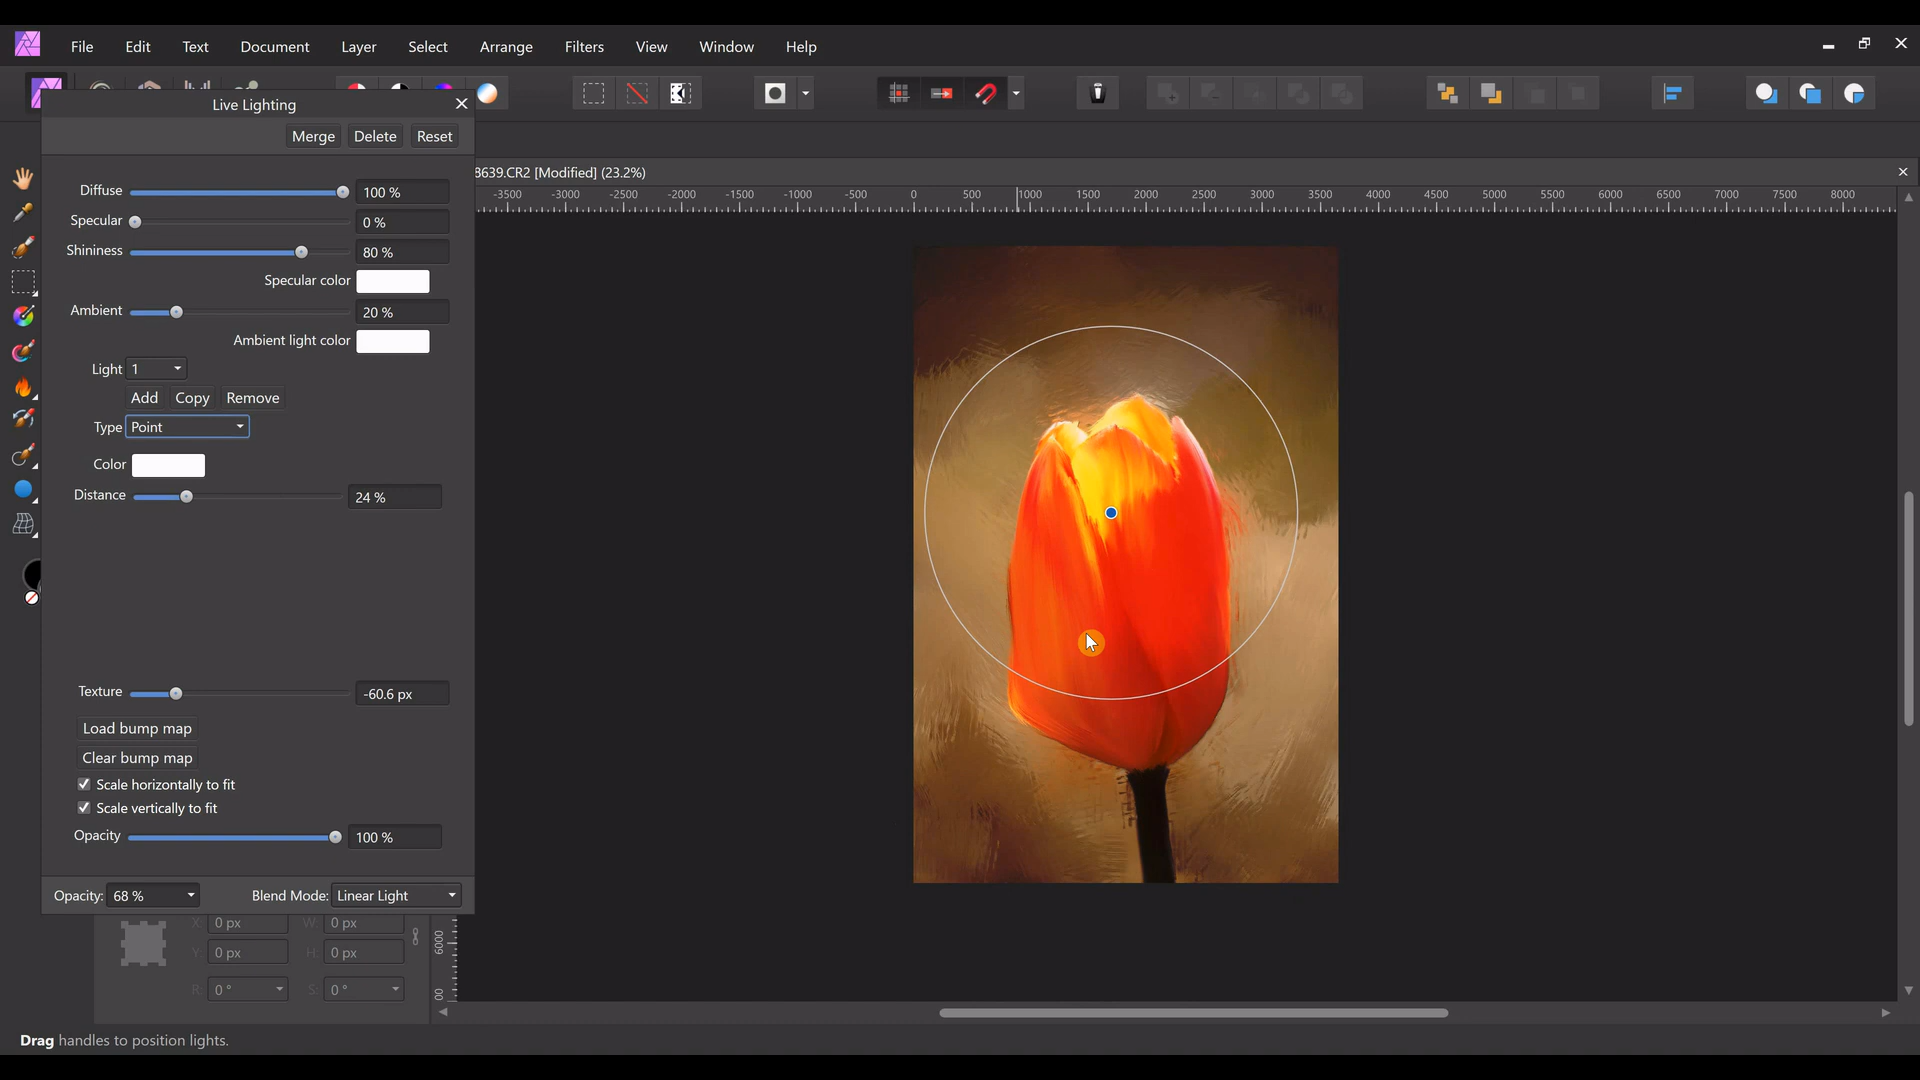 File Edit Text Document Layer Select Arrange Filters View Window Help
Live Lighting
Merge Delete Reset
8639.CR2 [Modified] (23.2%)
-3500 -3000 -2500 -2000 -1500 -1000 -500 0 500 1000 1500 2000 2500 3000 3500 4000 4500 5000 5500 6000 6500 7000 7500 8000
Diffuse 100 %
Specular 0 %
Shininess 80 %
Specular color
Ambient 20 %
Ambient light color
Light 1
Add Copy Remove
Type Point
Color
Distance 24 %
Texture -60.6 px
Load bump map
Clear bump map
Scale horizontally to fit
Scale vertically to fit
Opacity 100 %
Opacity: 68 % Blend Mode: Linear Light
X: 0 px W: 0 px
Y: 0 px H: 0 px
R: 0 ° S: 0 °
6000
00
Drag handles to position lights.